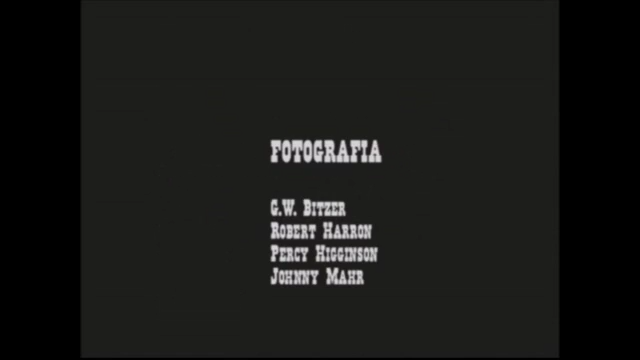 FOTOGRAFIA
G.W. BITZER
ROBERT HARRON
PERCY HIGGINSON
JOHNNY MAHR